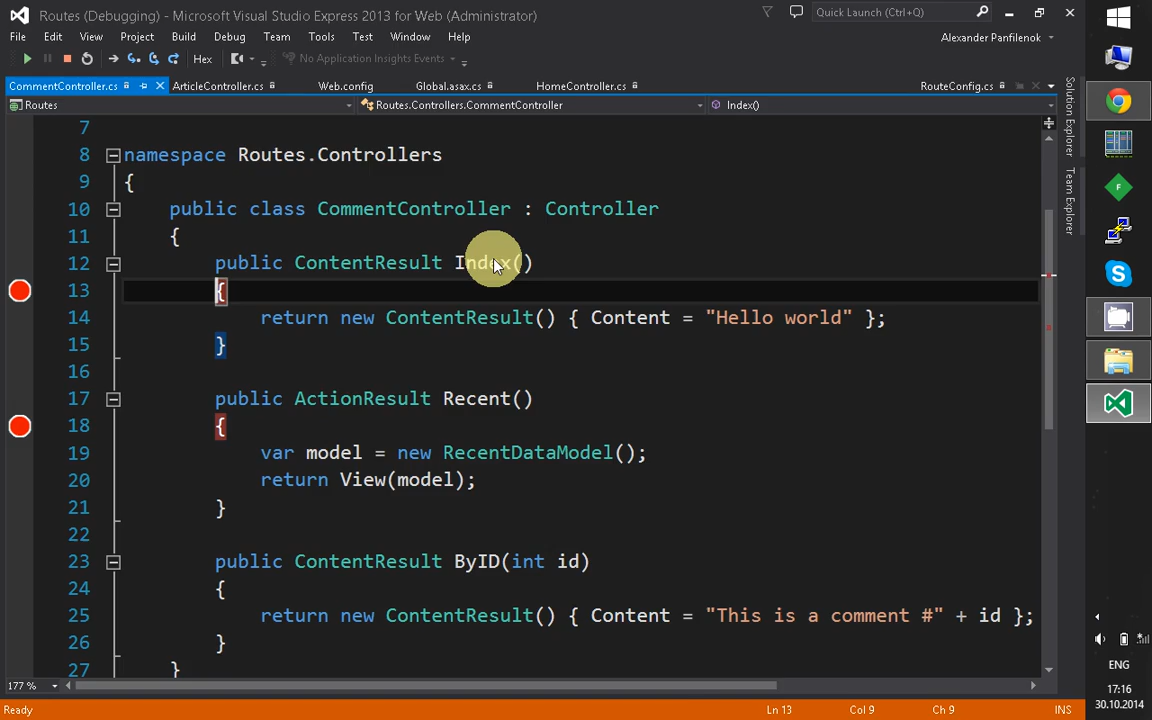 Routes (Debugging) - Microsoft Visual Studio Express 2013 for Web (Administrator)
Quick Launch (Ctrl+Q)
File Edit View Project Build Debug Team Tools Test Window Help
Alexander Panfilenok
Hex
No Application Insights Events
CommentController.cs ArticleController.cs Web.config Global.asax.cs HomeController.cs RouteConfig.cs
Routes Routes.Controllers.CommentController Index()
7
8 namespace Routes.Controllers
9 {
10 public class CommentController : Controller
11 {
12 public ContentResult Index()
13 {
14 return new ContentResult() { Content = "Hello world" };
15 }
16
17 public ActionResult Recent()
18 {
19 var model = new RecentDataModel();
20 return View(model);
21 }
22
23 public ContentResult ByID(int id)
24 {
25 return new ContentResult() { Content = "This is a comment #" + id };
26 }
27 }
177 %
Ready Ln 13 Col 9 Ch 9 INS
Solution Explorer
Team Explorer
F
S
ENG
17:16
30.10.2014